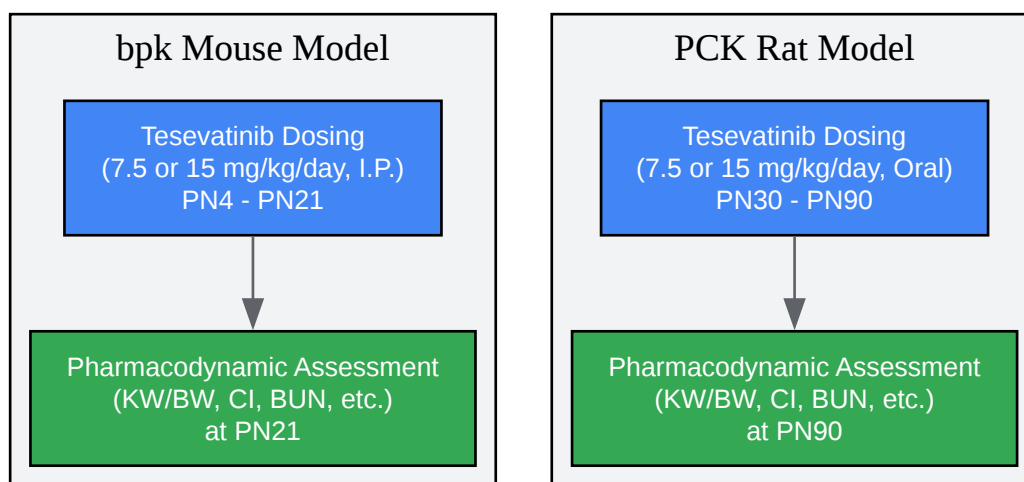 bpk Mouse Model
Tesevatinib Dosing
(7.5 or 15 mg/kg/day, I.P.)
PN4 - PN21
Pharmacodynamic Assessment
(KW/BW, CI, BUN, etc.)
at PN21
PCK Rat Model
Tesevatinib Dosing
(7.5 or 15 mg/kg/day, Oral)
PN30 - PN90
Pharmacodynamic Assessment
(KW/BW, CI, BUN, etc.)
at PN90